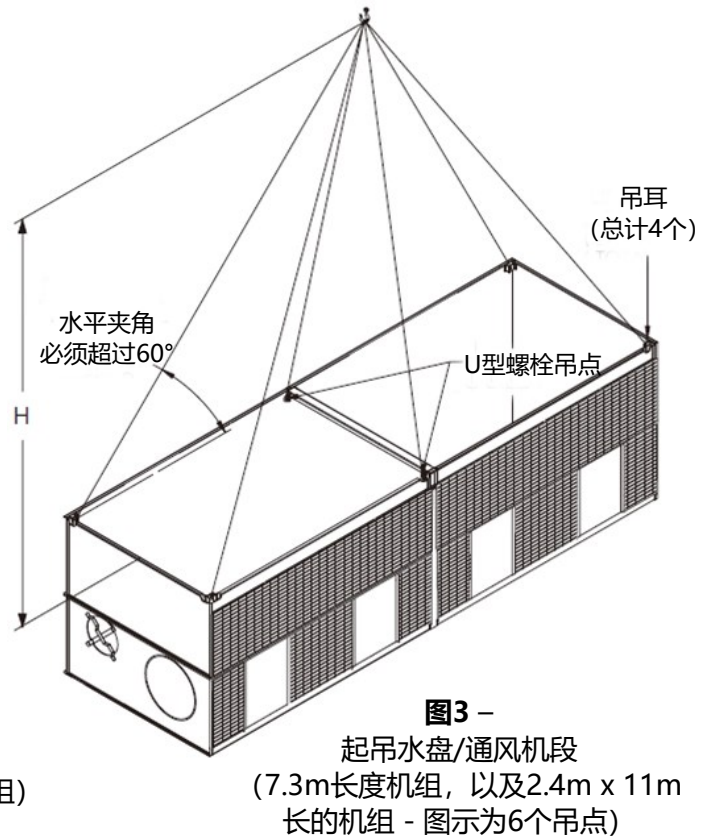 吊耳
(总计4个)
水平夹角
必须超过60°
U型螺栓吊点
H
图3 –
起吊水盘/通风机段
(7.3m长度机组，以及2.4m x 11m
长的机组 - 图示为6个吊点)
组)